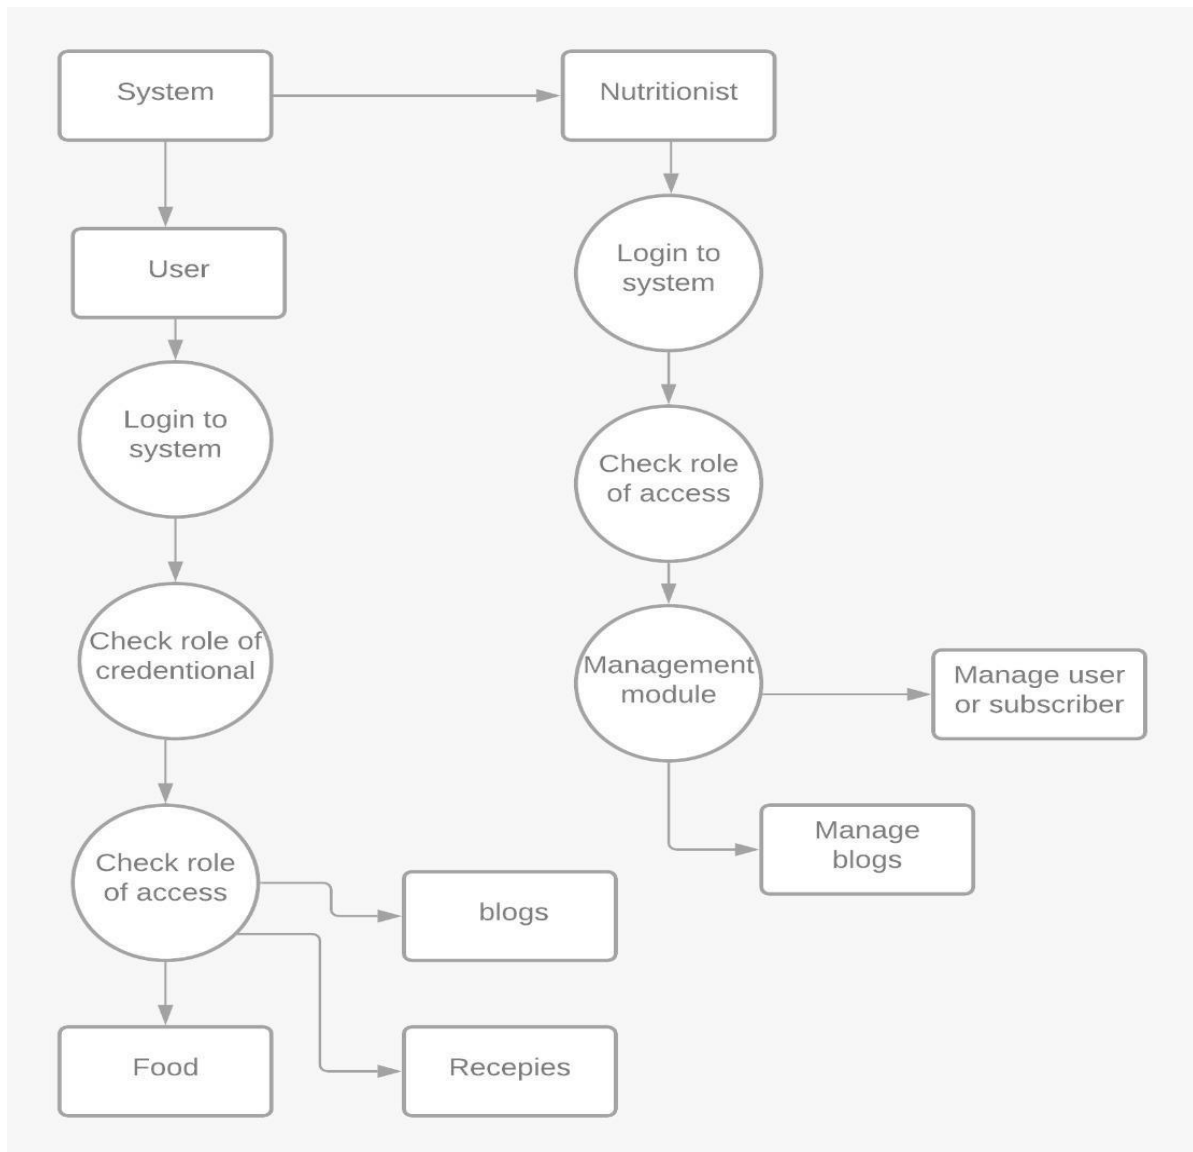 System
Nutritionist
User
Login to
system
Login to
system
Check role
of access
Check role of
credentional
Management
module
Manage user
or subscriber
Manage
blogs
Check role
of access
blogs
Food
Recepies